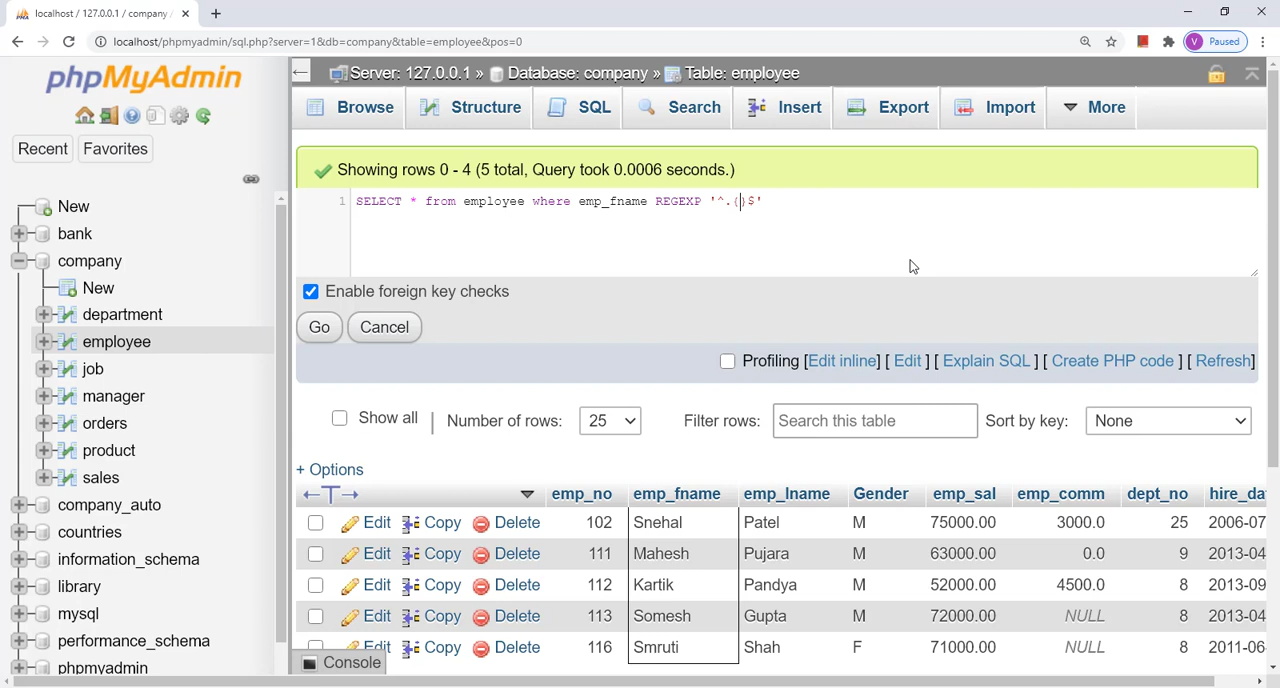 localhost / 127.0.0.1 / company /
localhost/phpmyadmin/sql.php?server=1&db=company&table=employee&pos=0
V Paused
phpMyAdmin
Recent Favorites
New
bank
company
New
department
employee
job
manager
orders
product
sales
company_auto
countries
information_schema
library
mysql
performance_schema
phpmyadmin
Server: 127.0.0.1 » Database: company » Table: employee
Browse Structure SQL Search Insert Export Import More
Showing rows 0 - 4 (5 total, Query took 0.0006 seconds.)
1 SELECT * from employee where emp_fname REGEXP '^.{}$'
Enable foreign key checks
Go Cancel
Profiling [Edit inline] [ Edit ] [ Explain SQL ] [ Create PHP code ] [ Refresh]
Show all Number of rows: 25 Filter rows: Search this table Sort by key: None
+ Options
←T→ emp_no emp_fname emp_lname Gender emp_sal emp_comm dept_no hire_da
Edit Copy Delete 102 Snehal Patel M 75000.00 3000.0 25 2006-07
Edit Copy Delete 111 Mahesh Pujara M 63000.00 0.0 9 2013-04
Edit Copy Delete 112 Kartik Pandya M 52000.00 4500.0 8 2013-09
Edit Copy Delete 113 Somesh Gupta M 72000.00 NULL 8 2013-04
Edit Copy Delete 116 Smruti Shah F 71000.00 NULL 8 2011-06
Console